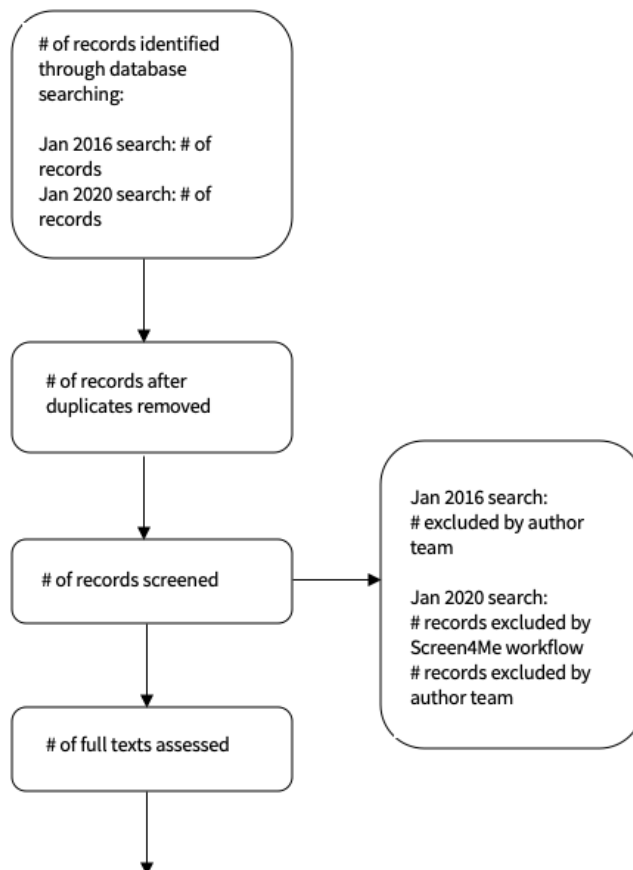 # of records identified
through database
searching:
Jan 2016 search: # of
records
Jan 2020 search: # of
records
# of records after
duplicates removed
# of records screened
Jan 2016 search:
# excluded by author
team
Jan 2020 search:
# records excluded by
Screen4Me workflow
# records excluded by
author team
# of full texts assessed